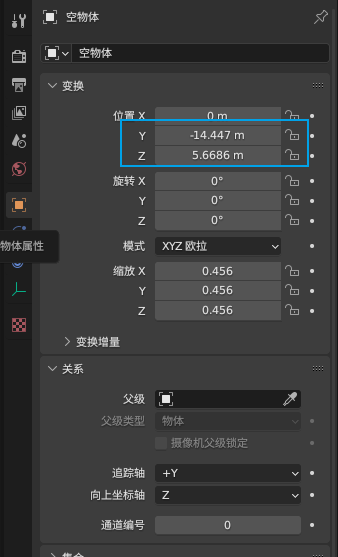 空物体
空物体
变换
位置 X 0 m
Y -14.447 m
Z 5.6686 m
旋转 X 0°
Y 0°
Z 0°
物体属性
模式 XYZ 欧拉
缩放 X 0.456
Y 0.456
Z 0.456
变换增量
关系
父级
父级类型 物体
摄像机父级锁定
追踪轴 +Y
向上坐标轴 Z
通道编号 0
集合